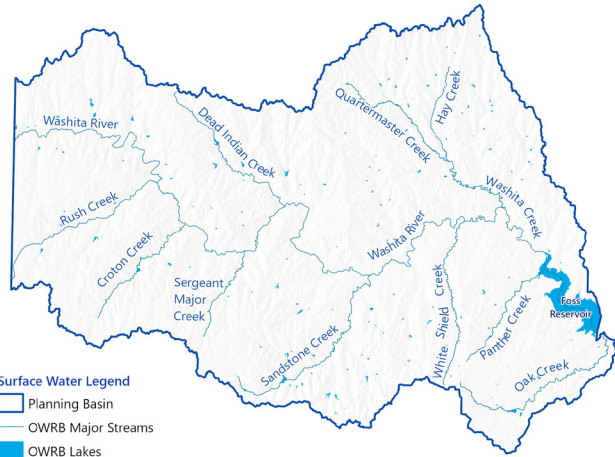 Hay Creek
Quartermaster Creek
Dead Indian Creek
Washita River
Washita Creek
Rush Creek
Washita River
Croton Creek
Sergeant
Major
Creek
White Shield Creek
Panther Creek
Foss
Reservoir
Sandstone Creek
Oak Creek
Surface Water Legend
Planning Basin
OWRB Major Streams
OWRB Lakes